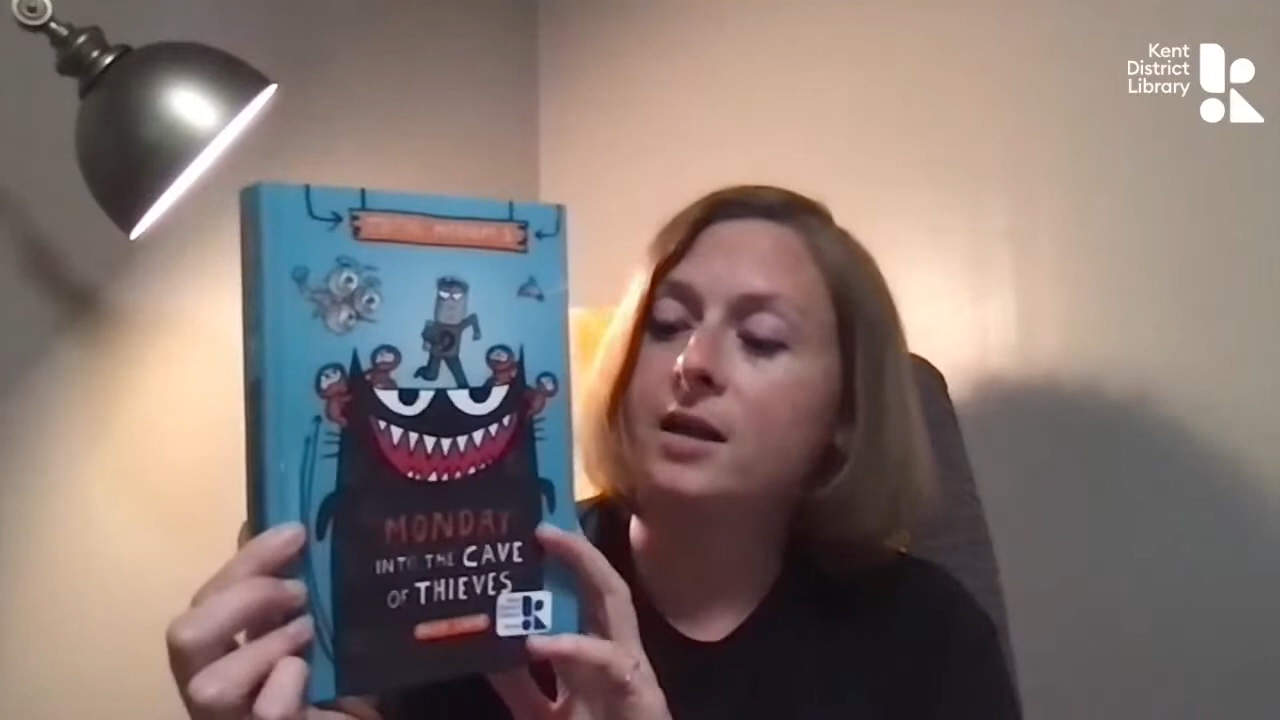 Kent
District
Library
MONDAY
INTO THE CAVE
OF THIEVES